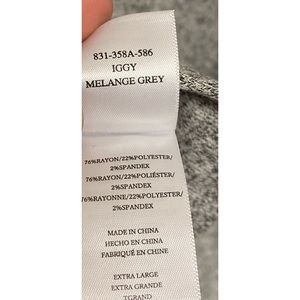 831-358A-586
IGGY
MELANGE GREY
76%RAYON/22%POLYESTER/
2%SPANDEX
76%RAYON/22%POLIÉSTER/
2%SPANDEX
76%RAYONNE/22%POLYESTER/
2%SPANDEX
MADE IN CHINA
HECHO EN CHINA
FABRIQUÉ EN CHINE
EXTRA LARGE
EXTRA GRANDE
TGRAND